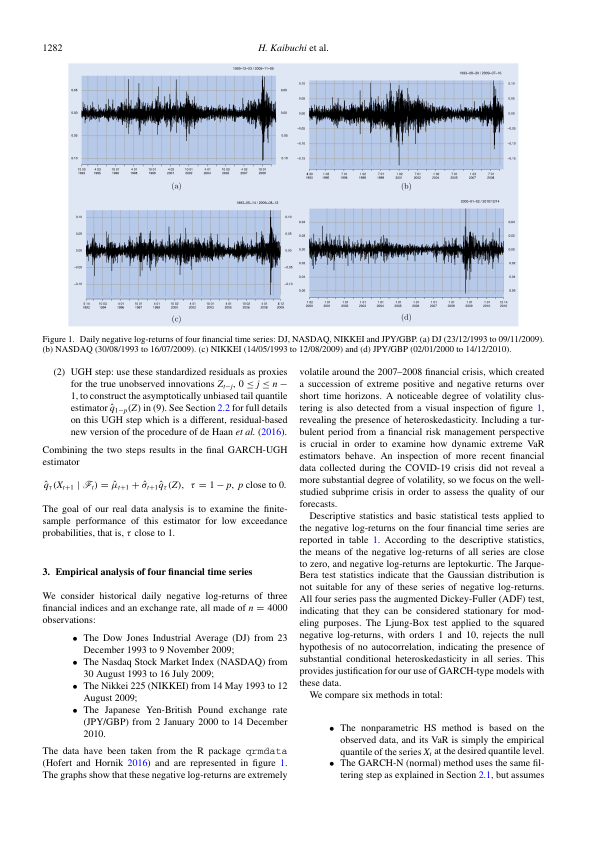 1282
H. Kaibuchi et al.
1993-12-23 / 2009-11-09
(a)
(b)
(c)
(d)
Figure 1. Daily negative log-returns of four financial time series: DJ, NASDAQ, NIKKEI and JPY/GBP. (a) DJ (23/12/1993 to 09/11/2009).
(b) NASDAQ (30/08/1993 to 16/07/2009). (c) NIKKEI (14/05/1993 to 12/08/2009) and (d) JPY/GBP (02/01/2000 to 14/12/2010).
(2) UGH step: use these standardized residuals as proxies
for the true unobserved innovations Zₜ₋ⱼ, 0 ≤ j ≤ n −
1, to construct the asymptotically unbiased tail quantile
estimator q̂₁₋ₚ(Z) in (9). See Section 2.2 for full details
on this UGH step which is a different, residual-based
new version of the procedure of de Haan et al. (2016).
Combining the two steps results in the final GARCH-UGH
estimator
q̂τ(Xₜ₊₁ | ℱₜ) = μ̂ₜ₊₁ + σ̂ₜ₊₁q̂τ(Z), τ = 1 − p, p close to 0.
The goal of our real data analysis is to examine the finite-
sample performance of this estimator for low exceedance
probabilities, that is, τ close to 1.
3. Empirical analysis of four financial time series
We consider historical daily negative log-returns of three
financial indices and an exchange rate, all made of n = 4000
observations:
• The Dow Jones Industrial Average (DJ) from 23
December 1993 to 9 November 2009;
• The Nasdaq Stock Market Index (NASDAQ) from
30 August 1993 to 16 July 2009;
• The Nikkei 225 (NIKKEI) from 14 May 1993 to 12
August 2009;
• The Japanese Yen-British Pound exchange rate
(JPY/GBP) from 2 January 2000 to 14 December
2010.
The data have been taken from the R package qrmdata
(Hofert and Hornik 2016) and are represented in figure 1.
The graphs show that these negative log-returns are extremely
volatile around the 2007–2008 financial crisis, which created
a succession of extreme positive and negative returns over
short time horizons. A noticeable degree of volatility clus-
tering is also detected from a visual inspection of figure 1,
revealing the presence of heteroskedasticity. Including a tur-
bulent period from a financial risk management perspective
is crucial in order to examine how dynamic extreme VaR
estimators behave. An inspection of more recent financial
data collected during the COVID-19 crisis did not reveal a
more substantial degree of volatility, so we focus on the well-
studied subprime crisis in order to assess the quality of our
forecasts.
Descriptive statistics and basic statistical tests applied to
the negative log-returns on the four financial time series are
reported in table 1. According to the descriptive statistics,
the means of the negative log-returns of all series are close
to zero, and negative log-returns are leptokurtic. The Jarque-
Bera test statistics indicate that the Gaussian distribution is
not suitable for any of these series of negative log-returns.
All four series pass the augmented Dickey-Fuller (ADF) test,
indicating that they can be considered stationary for mod-
eling purposes. The Ljung-Box test applied to the squared
negative log-returns, with orders 1 and 10, rejects the null
hypothesis of no autocorrelation, indicating the presence of
substantial conditional heteroskedasticity in all series. This
provides justification for our use of GARCH-type models with
these data.
We compare six methods in total:
• The nonparametric HS method is based on the
observed data, and its VaR is simply the empirical
quantile of the series Xₜ at the desired quantile level.
• The GARCH-N (normal) method uses the same fil-
tering step as explained in Section 2.1, but assumes